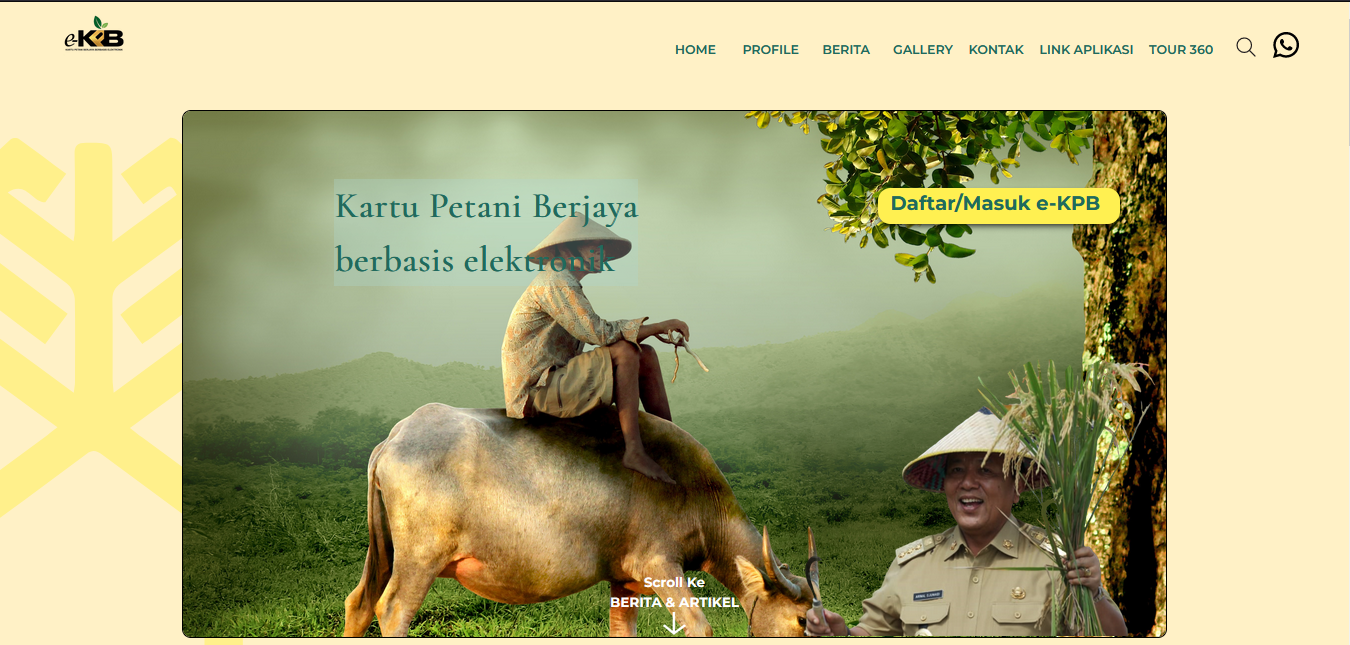 e-KPB
HOME PROFILE BERITA GALLERY KONTAK LINK APLIKASI TOUR 360
Kartu Petani Berjaya
berbasis elektronik
Daftar/Masuk e-KPB
Scroll Ke
BERITA & ARTIKEL